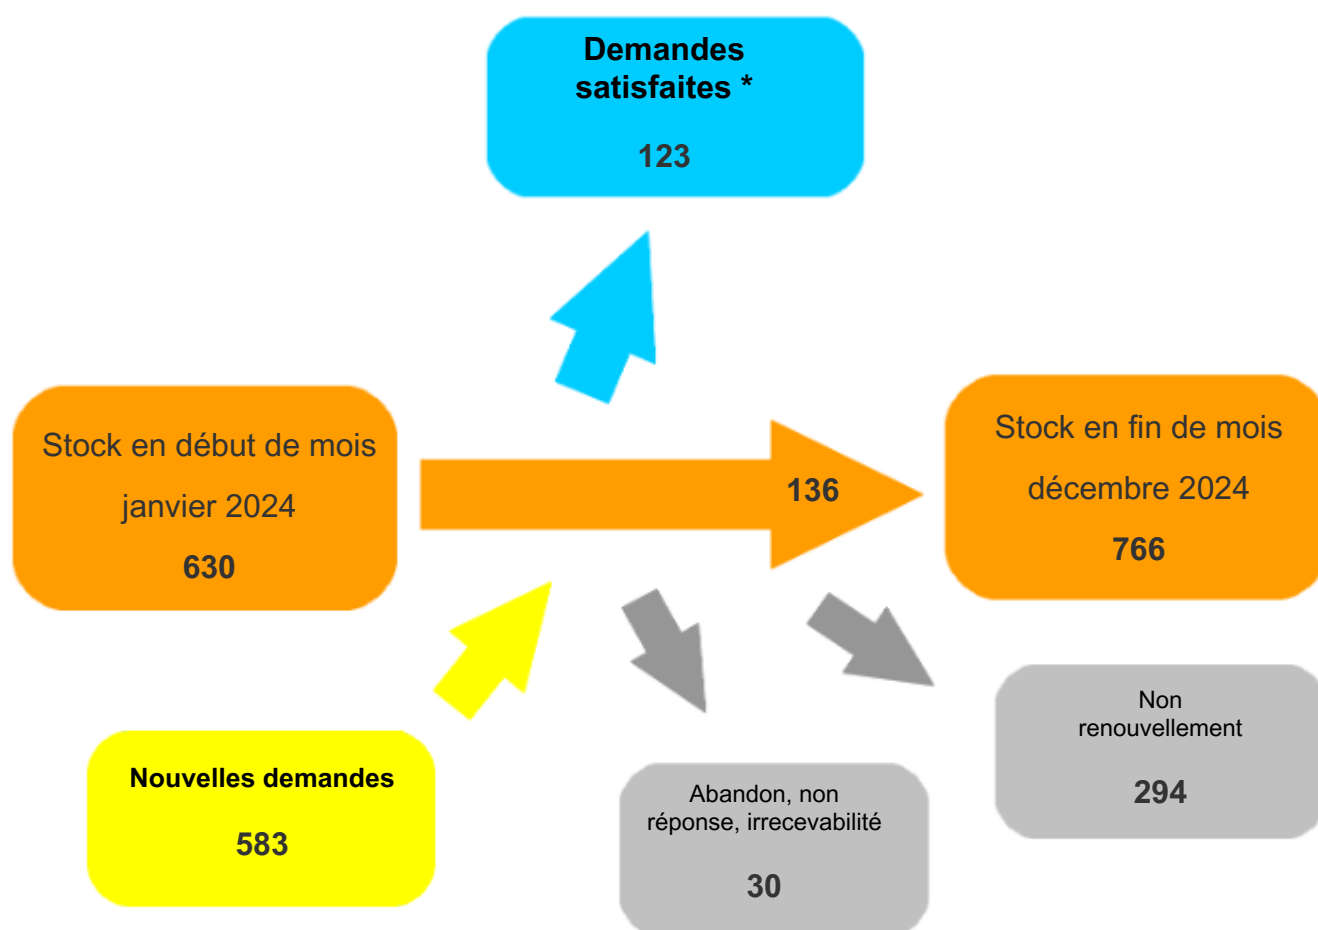 Demandes
satisfaites *
123
Stock en début de mois
janvier 2024
630
136
Stock en fin de mois
décembre 2024
766
Nouvelles demandes
583
Abandon, non
réponse, irrecevabilité
30
Non
renouvellement
294